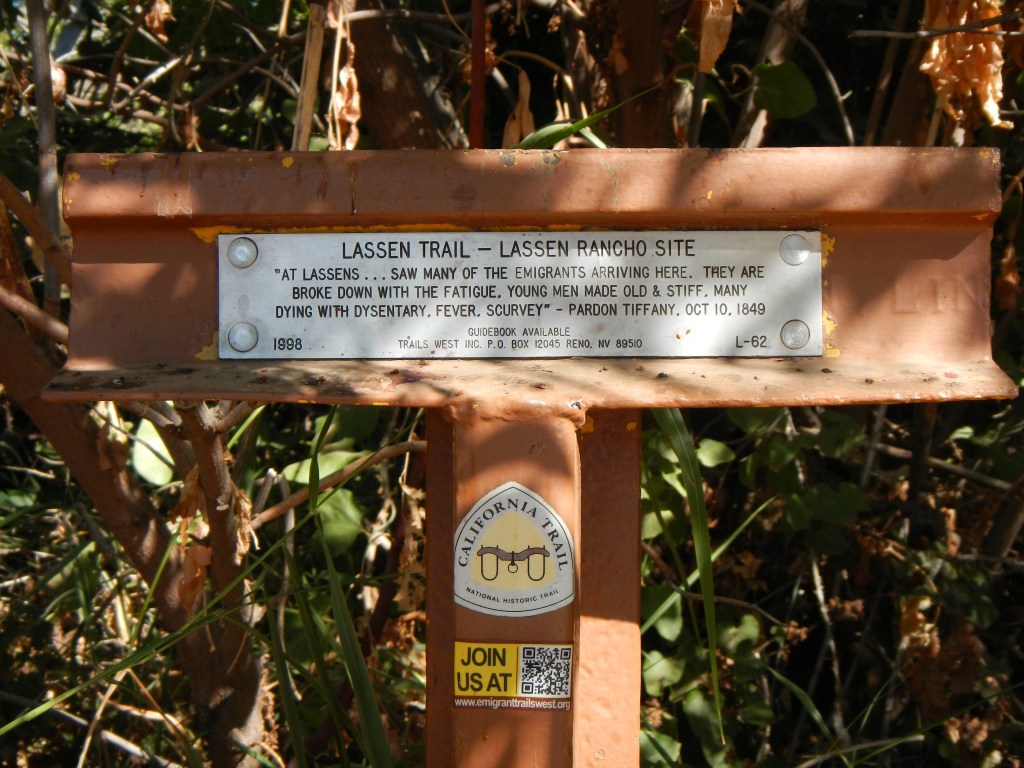 LASSEN TRAIL – LASSEN RANCHO SITE
"AT LASSENS . . . SAW MANY OF THE EMIGRANTS ARRIVING HERE. THEY ARE
BROKE DOWN WITH THE FATIGUE, YOUNG MEN MADE OLD & STIFF, MANY
DYING WITH DYSENTARY, FEVER, SCURVEY" – PARDON TIFFANY, OCT 10, 1849
GUIDEBOOK AVAILABLE
1998 TRAILS WEST INC. P.O. BOX 12045 RENO, NV 89510 L-62
CALIFORNIA TRAIL
NATIONAL HISTORIC TRAIL
JOIN
US AT
www.emigranttrailswest.org